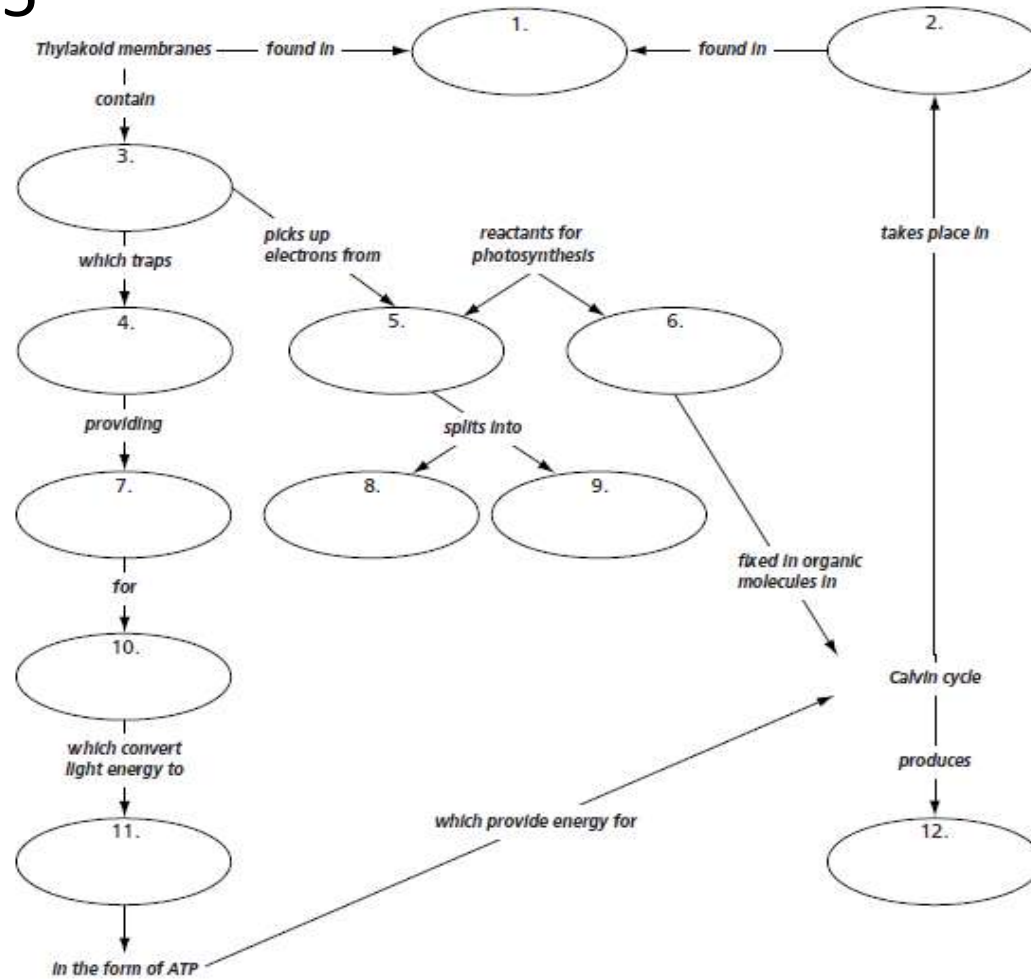 5
Thylakoid membranes
found in
1.
found in
2.
contain
3.
picks up
electrons from
reactants for
photosynthesis
takes place in
which traps
4.
5.
6.
providing
splits into
7.
8.
9.
fixed in organic
molecules in
for
10.
Calvin cycle
which convert
light energy to
produces
11.
which provide energy for
12.
in the form of ATP